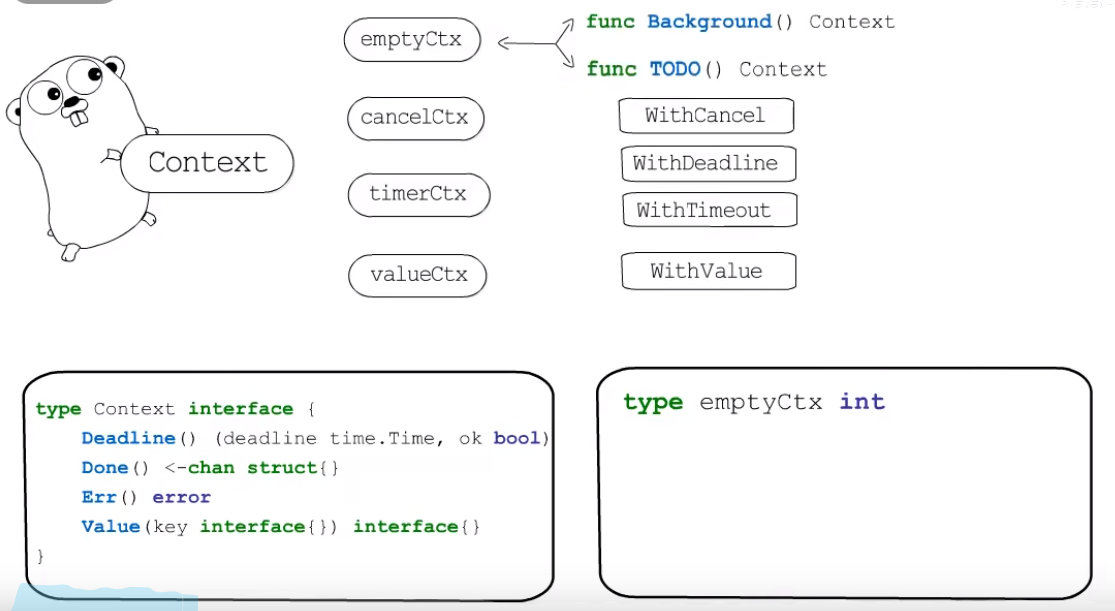 emptyCtx
func Background() Context
func TODO() Context
cancelCtx
WithCancel
Context
WithDeadline
timerCtx
WithTimeout
valueCtx
WithValue
type Context interface {
Deadline() (deadline time.Time, ok bool)
Done() <-chan struct{}
Err() error
Value(key interface{}) interface{}
}
type emptyCtx int